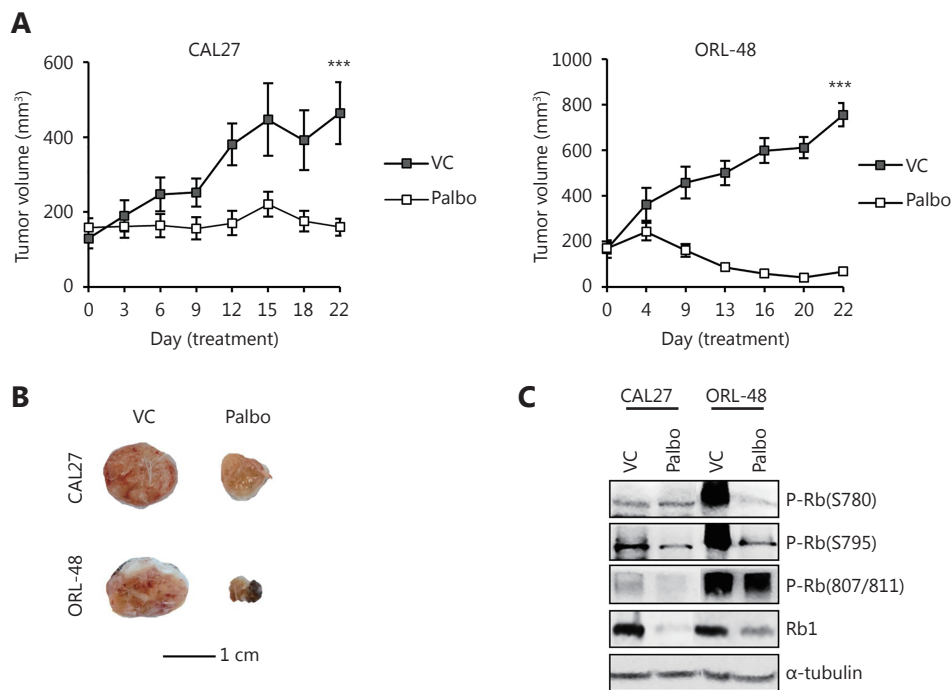 A
CAL27
Tumor volume (mm³)
600
400
200
0
***
VC
Palbo
0 3 6 9 12 15 18 22
Day (treatment)
ORL-48
Tumor volume (mm³)
1000
800
600
400
200
0
***
VC
Palbo
0 4 9 13 16 20 22
Day (treatment)
B
VC Palbo
CAL27
ORL-48
1 cm
C
CAL27 ORL-48
VC Palbo VC Palbo
P-Rb(S780)
P-Rb(S795)
P-Rb(807/811)
Rb1
α-tubulin